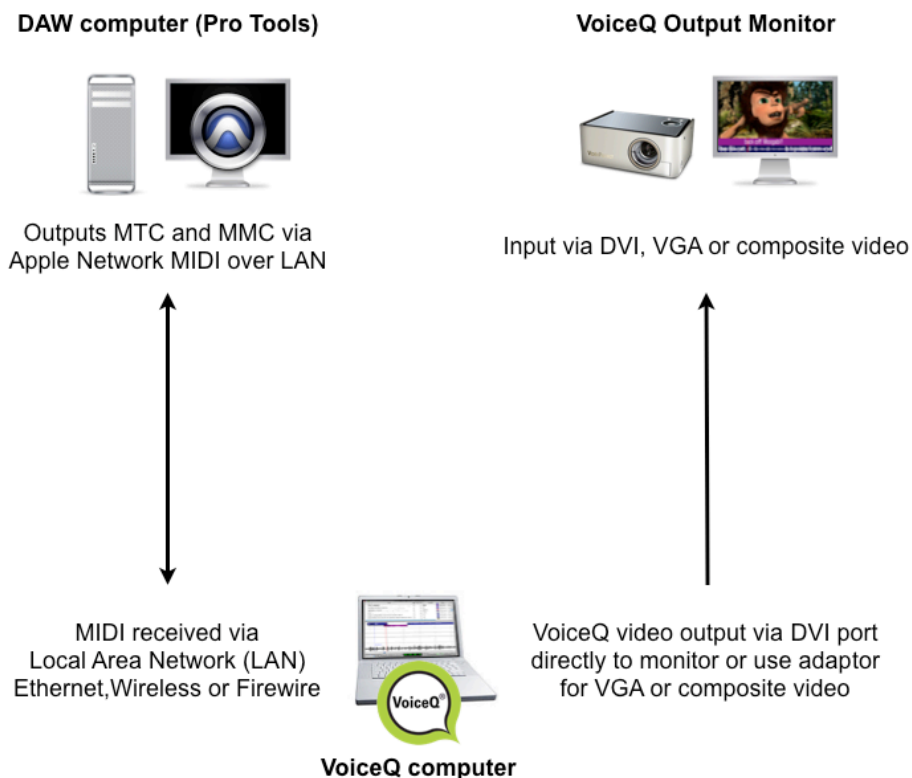 DAW computer (Pro Tools)
VoiceQ Output Monitor
Outputs MTC and MMC via
Apple Network MIDI over LAN
Input via DVI, VGA or composite video
MIDI received via
Local Area Network (LAN)
Ethernet,Wireless or Firewire
VoiceQ®
VoiceQ video output via DVI port
directly to monitor or use adaptor
for VGA or composite video
VoiceQ computer